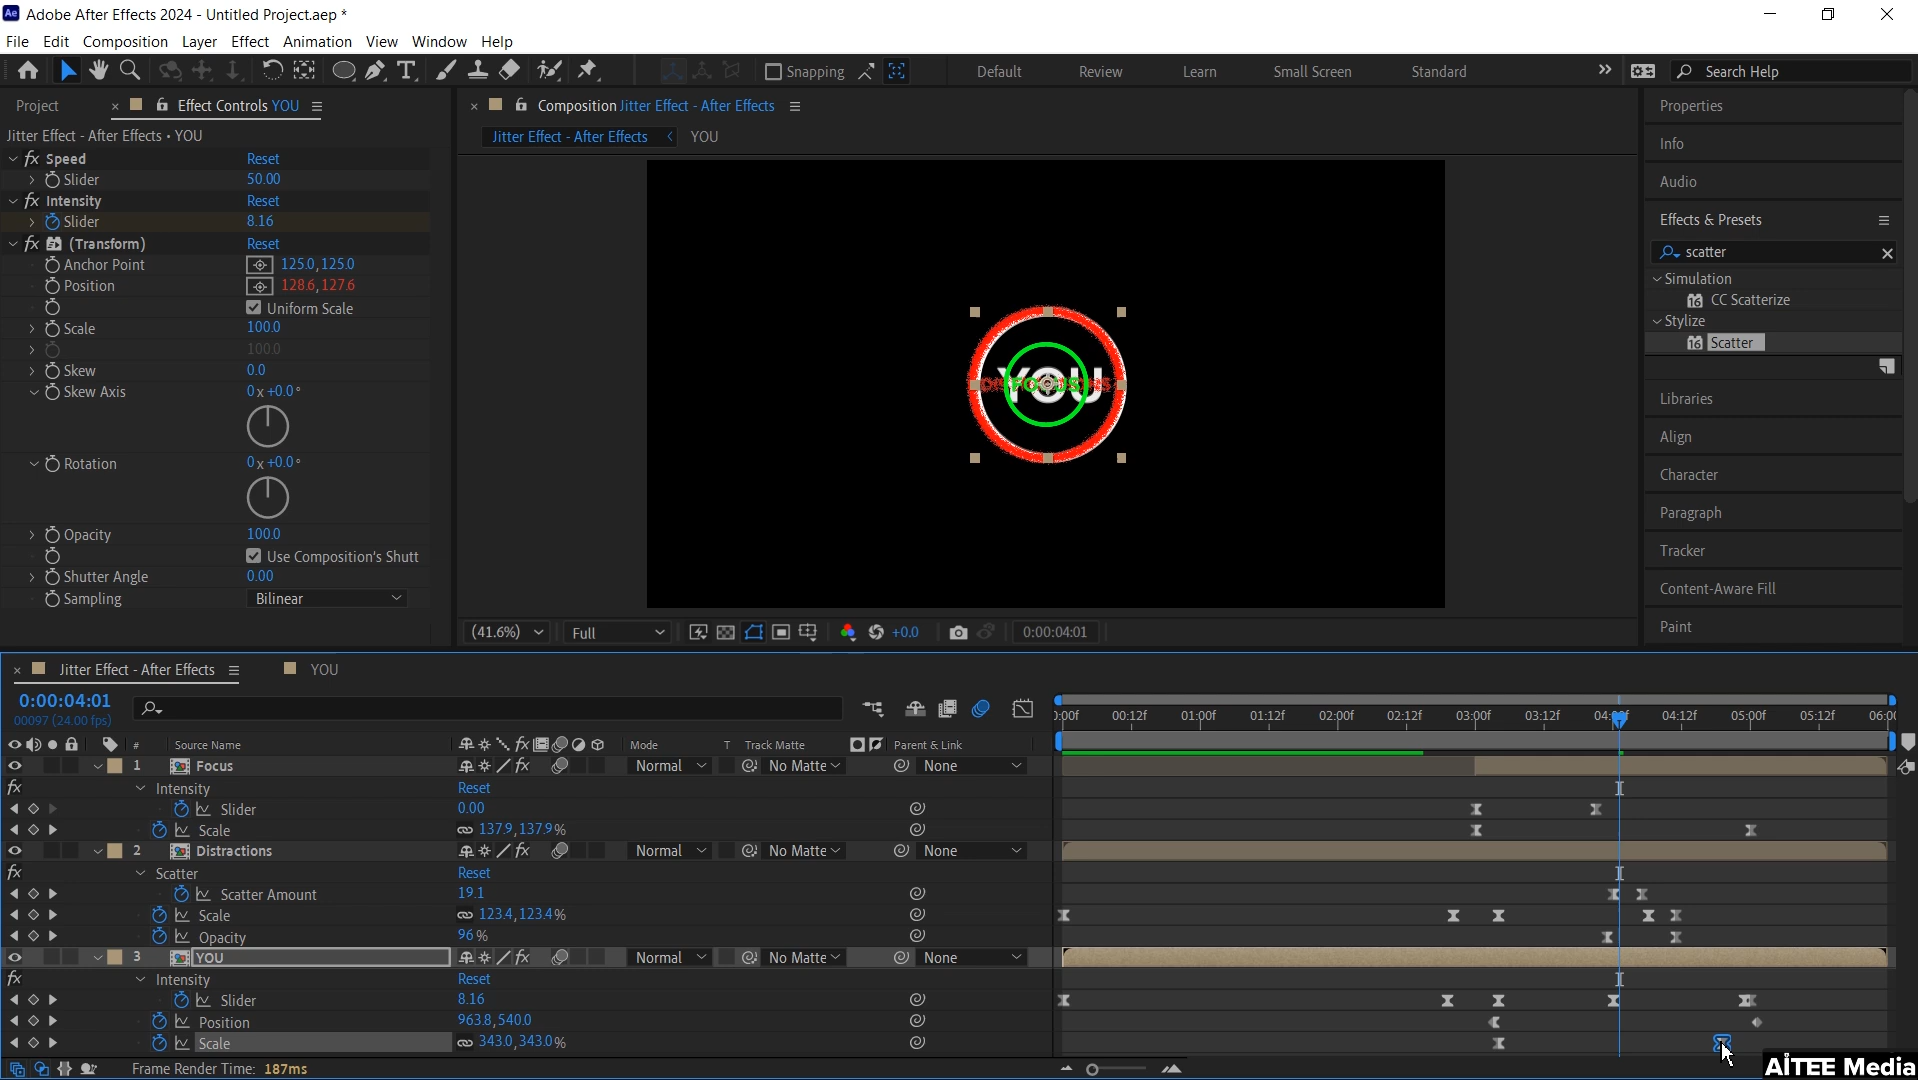 Ae Adobe After Effects 2024 - Untitled Project.aep *
File Edit Composition Layer Effect Animation View Window Help
Snapping Default Review Learn Small Screen Standard Search Help
Project × Effect Controls YOU
× Composition Jitter Effect - After Effects
Properties
Jitter Effect - After Effects • YOU
Jitter Effect - After Effects < YOU
Info
fx Speed Reset
Slider 50.00
fx Intensity Reset
Slider 8.16
fx (Transform) Reset
Anchor Point 125.0,125.0
Position 128.6,127.6
Uniform Scale
Scale 100.0
100.0
Skew 0.0
Skew Axis 0x+0.0°
Rotation 0x+0.0°
Opacity 100.0
Use Composition's Shutt
Shutter Angle 0.00
Sampling Bilinear
YOU
FOCUS
Audio
Effects & Presets
scatter
Simulation
CC Scatterize
Stylize
Scatter
Libraries
Align
Character
Paragraph
Tracker
Content-Aware Fill
Paint
(41.6%) Full +0.0 0:00:04:01
× Jitter Effect - After Effects YOU
0:00:04:01
00097 (24.00 fps)
00:12f 01:00f 01:12f 02:00f 02:12f 03:00f 03:12f 04:12f 05:00f 05:12f
# Source Name fx Mode T Track Matte Parent & Link
1 Focus fx Normal No Matte None
fx Intensity Reset
Slider 0.00
Scale 137.9,137.9%
2 Distractions fx Normal No Matte None
fx Scatter Reset
Scatter Amount 19.1
Scale 123.4,123.4%
Opacity 96%
3 YOU fx Normal No Matte None
fx Intensity Reset
Slider 8.16
Position 963.8,540.0
Scale 343.0,343.0%
Frame Render Time: 187ms
AiTEE Media